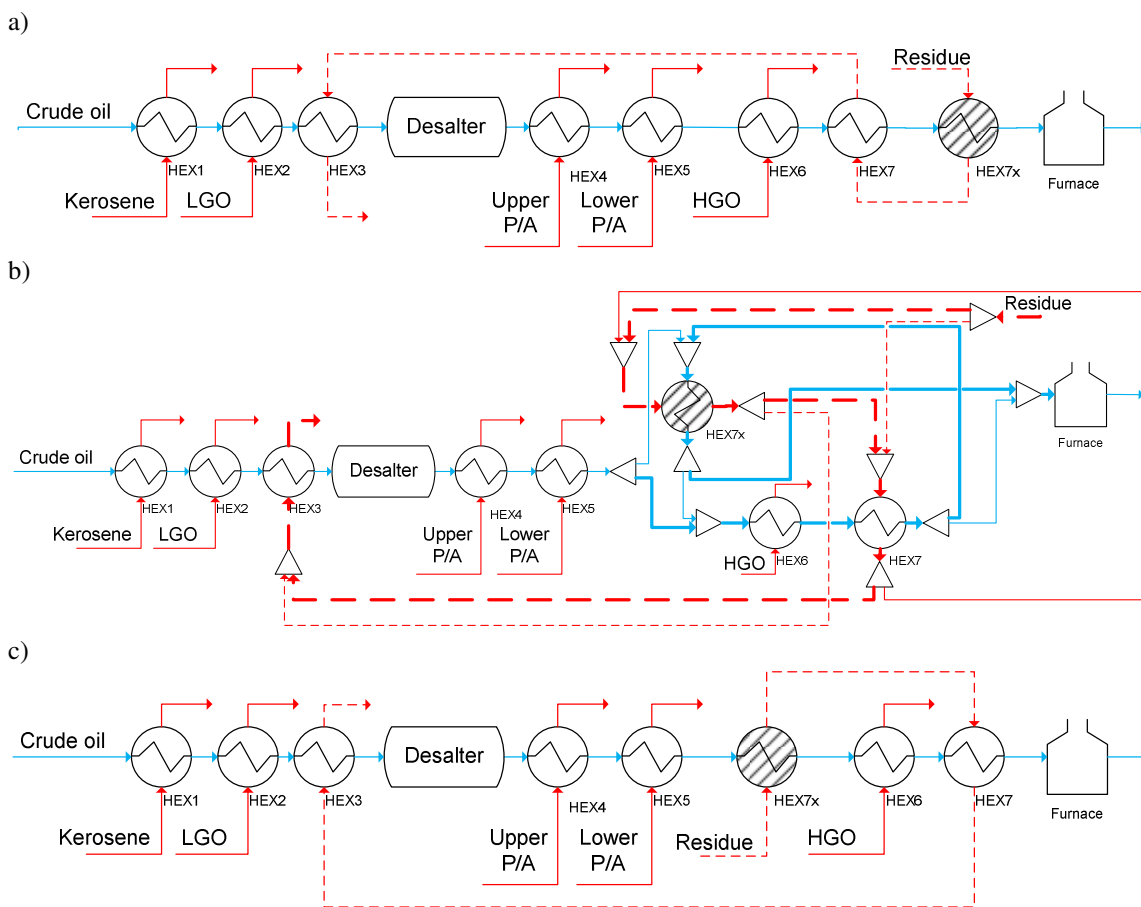 a)
Residue
Crude oil
Desalter
HEX1
HEX2
HEX3
HEX4
HEX5
HEX6
HEX7
HEX7x
Furnace
Kerosene
LGO
Upper
P/A
Lower
P/A
HGO
b)
Residue
HEX7x
Furnace
Crude oil
Desalter
HEX1
HEX2
HEX3
HEX4
HEX5
Kerosene
LGO
Upper
P/A
Lower
P/A
HGO
HEX6
HEX7
c)
Crude oil
Desalter
HEX1
HEX2
HEX3
HEX4
HEX5
HEX7x
HEX6
HEX7
Furnace
Kerosene
LGO
Upper
P/A
Lower
P/A
Residue
HGO